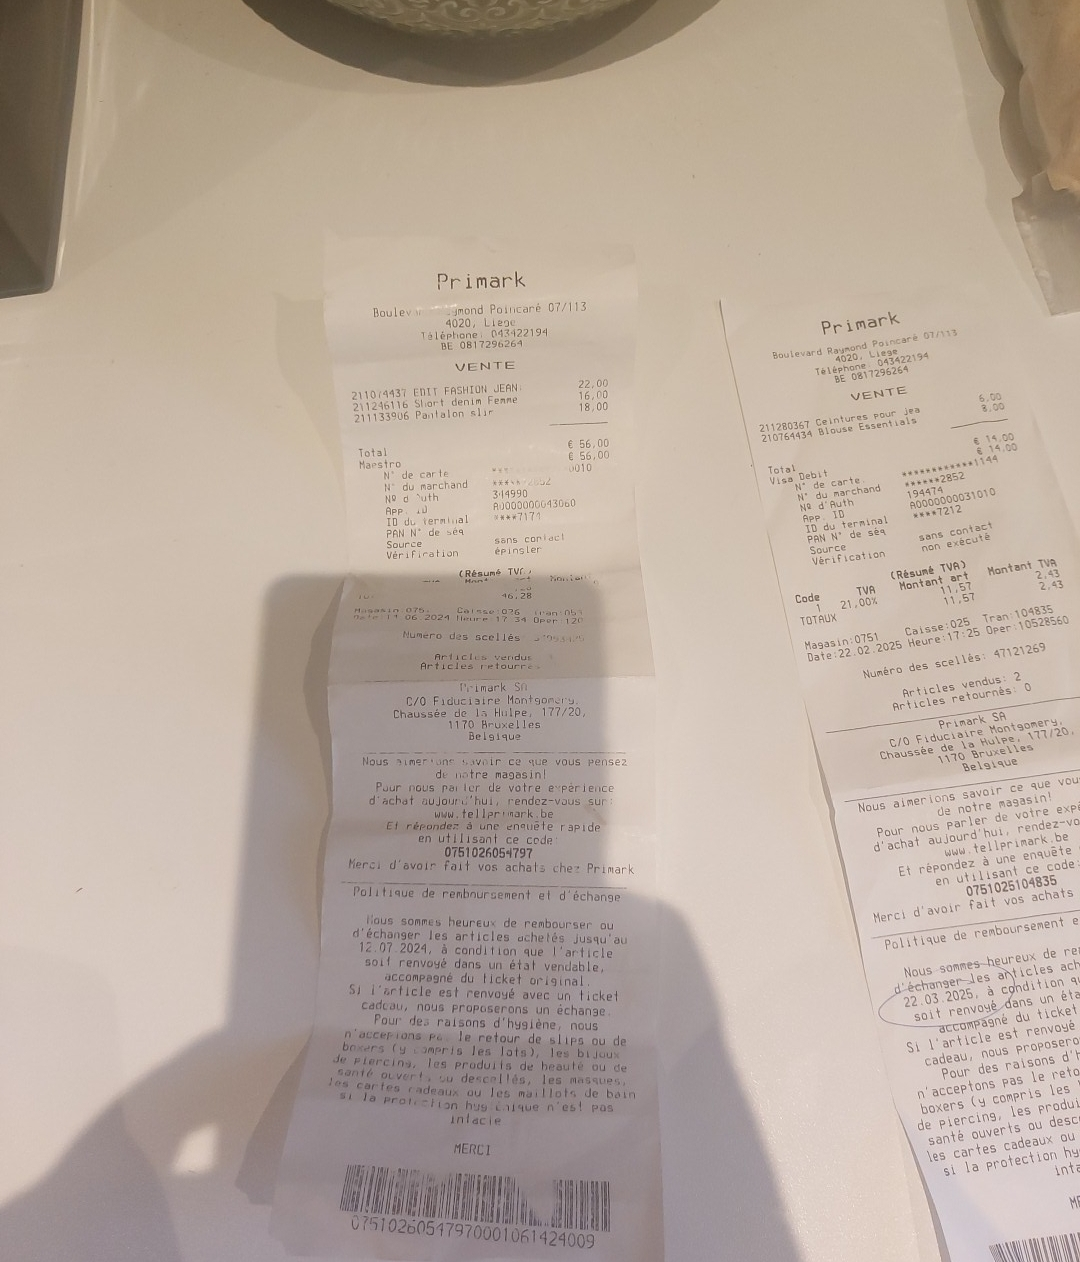 Primark
Boulev gmond Poincaré 07/113
4020, Liege
Téléphone: 043422194
BE 0817296264
VENTE
211074437 EDIT FASHION JEAN. 22,00
211246116 Short denim Femme 16,00
211133906 Pantalon slir 18,00
Total € 56,00
Maestro € 56,00
N° de carte 0010
N° du marchand
Nº d'Auth 314990
App. ID A0000000043060
ID du terminal ****7171
PAN N° de séq
Source sans contact
Vérification épingler
(Résumé TVA)
46.28
Caisse:026
06 2024 Heure:17 34
Numéro des scellés:
Articles vendus
Articles retournés
Primark SA
C/O Fiduciaire Montgomery,
Chaussée de la Hulpe, 177/20,
1170 Bruxelles
Belgique
Nous aimerions savoir ce que vous pensez
de notre magasin!
Pour nous parler de votre expérience
d'achat aujourd'hui, rendez-vous sur:
www.tellprimark.be
Et répondez à une enquête rapide
en utilisant ce code:
0751026054797
Merci d'avoir fait vos achats chez Primark
Politique de remboursement et d'échange
Nous sommes heureux de rembourser ou
d'échanger les articles achetés jusqu'au
12.07.2024, à condition que l'article
soit renvoyé dans un état vendable,
accompagné du ticket original.
Si l'article est renvoyé avec un ticket
cadeau, nous proposerons un échange.
Pour des raisons d'hygiène, nous
n'acceptons pas le retour de slips ou de
boxers (y compris les lots), les bijoux
de piercing, les produits de beauté ou de
santé ouverts ou descellés, les masques,
les cartes cadeaux ou les maillots de bain
si la protection hygiénique n'est pas
intacte
MERCI
07510260547970001061424009
Primark
Boulevard Raymond Poincaré 07/113
4020, Liege
Téléphone: 043422194
BE 0817296264
VENTE
211280367 Ceintures pour jea 6,00
210764434 Blouse Essentials 8,00
Total € 14,00
Visa Debit € 14,00
N° de carte ************1144
N° du marchand ******2852
Nº d'Auth 194474
App. ID A0000000031010
ID du terminal ****7212
PAN N° de séq
Source sans contact
Vérification non exécuté
(Résumé TVA)
Code TVA Montant art Montant TVA
1 21,00% 11,57 2,43
TOTAUX 11,57 2,43
Magasin:0751 Caisse:025 Tran:104835
Date:22.02.2025 Heure:17:25 Oper:10528560
Numéro des scellés: 47121269
Articles vendus: 2
Articles retournés: 0
Primark SA
C/O Fiduciaire Montgomery,
Chaussée de la Hulpe, 177/20,
1170 Bruxelles
Belgique
Nous aimerions savoir ce que vou
de notre magasin!
Pour nous parler de votre expé
d'achat aujourd'hui, rendez-vo
www.tellprimark.be
Et répondez à une enquête
en utilisant ce code:
0751025104835
Merci d'avoir fait vos achats
Politique de remboursement e
Nous sommes heureux de re
d'échanger les articles ach
22.03.2025, à condition qu
soit renvoyé dans un éta
accompagné du ticket
Si l'article est renvoyé
cadeau, nous proposero
Pour des raisons d'h
n'acceptons pas le reto
boxers (y compris les
de piercing, les produi
santé ouverts ou desc
les cartes cadeaux ou
si la protection hy
inta
ME